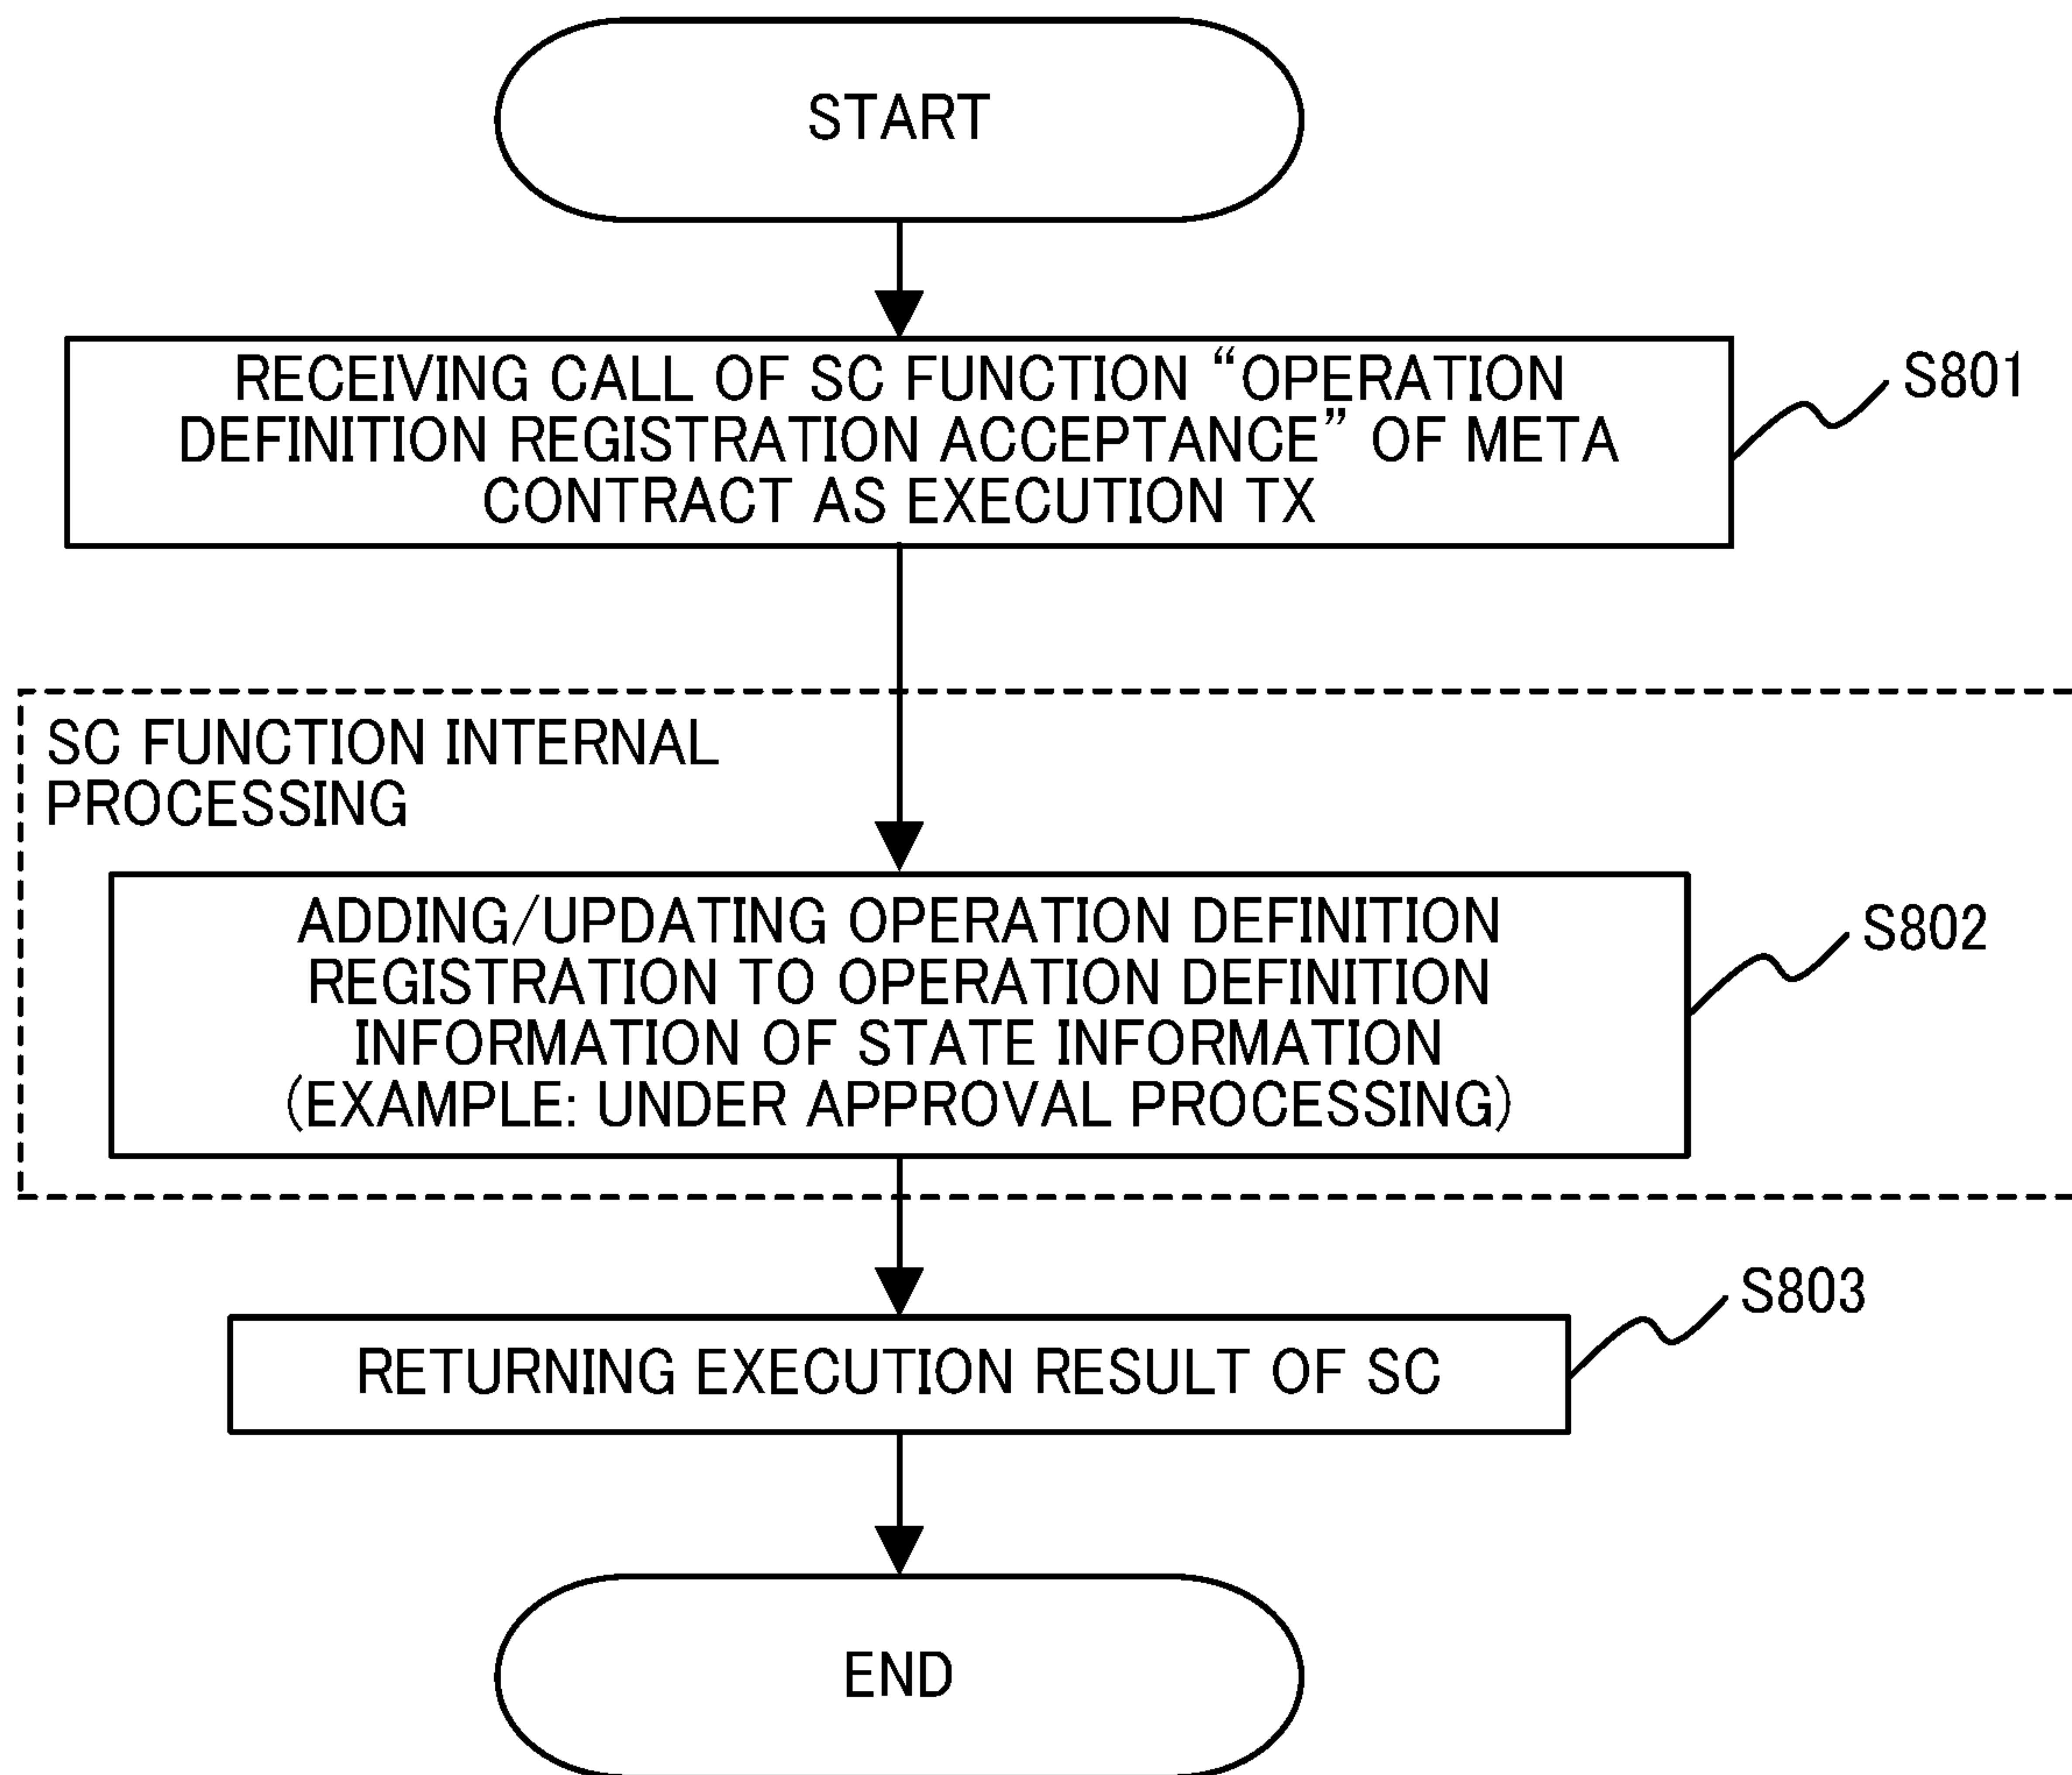 START
RECEIVING CALL OF SC FUNCTION “OPERATION
DEFINITION REGISTRATION ACCEPTANCE” OF META
CONTRACT AS EXECUTION TX
S801
SC FUNCTION INTERNAL
PROCESSING
ADDING/UPDATING OPERATION DEFINITION
REGISTRATION TO OPERATION DEFINITION
INFORMATION OF STATE INFORMATION
(EXAMPLE: UNDER APPROVAL PROCESSING)
S802
RETURNING EXECUTION RESULT OF SC
S803
END